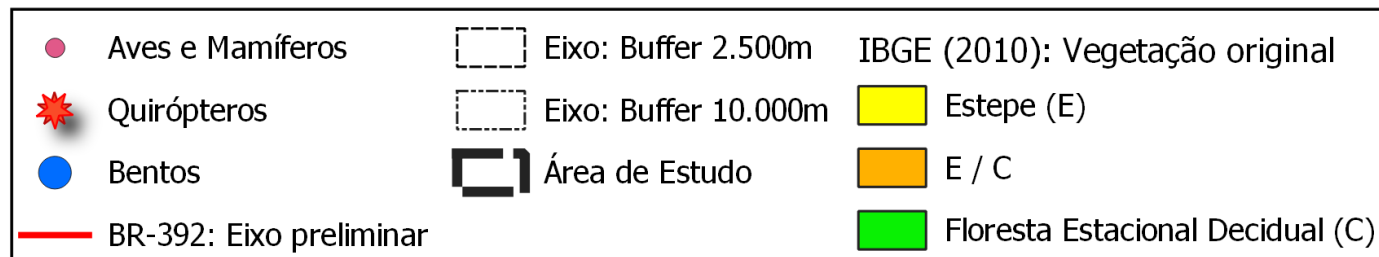 Aves e Mamíferos
Quirópteros
Bentos
BR-392: Eixo preliminar
Eixo: Buffer 2.500m
Eixo: Buffer 10.000m
Área de Estudo
IBGE (2010): Vegetação original
Estepe (E)
E / C
Floresta Estacional Decidual (C)